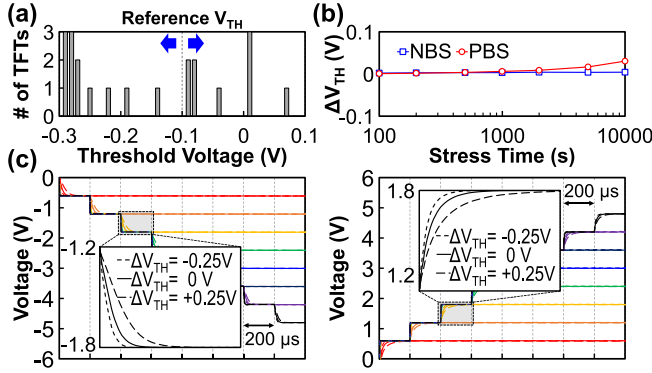 (a)
Reference V_TH
# of TFTs
3
2
1
0
-0.3
-0.2
-0.1
0
0.1
Threshold Voltage (V)
(b)
ΔV_TH (V)
0.1
0
-0.1
NBS
PBS
100
1000
10000
Stress Time (s)
(c)
Voltage (V)
0
-1
-2
-3
-4
-5
-6
-1.2
-1.8
ΔV_TH = -0.25V
ΔV_TH = 0 V
ΔV_TH = +0.25V
200 µs
Voltage (V)
6
5
4
3
2
1
0
1.8
1.2
ΔV_TH = -0.25V
ΔV_TH = 0 V
ΔV_TH = +0.25V
200 µs